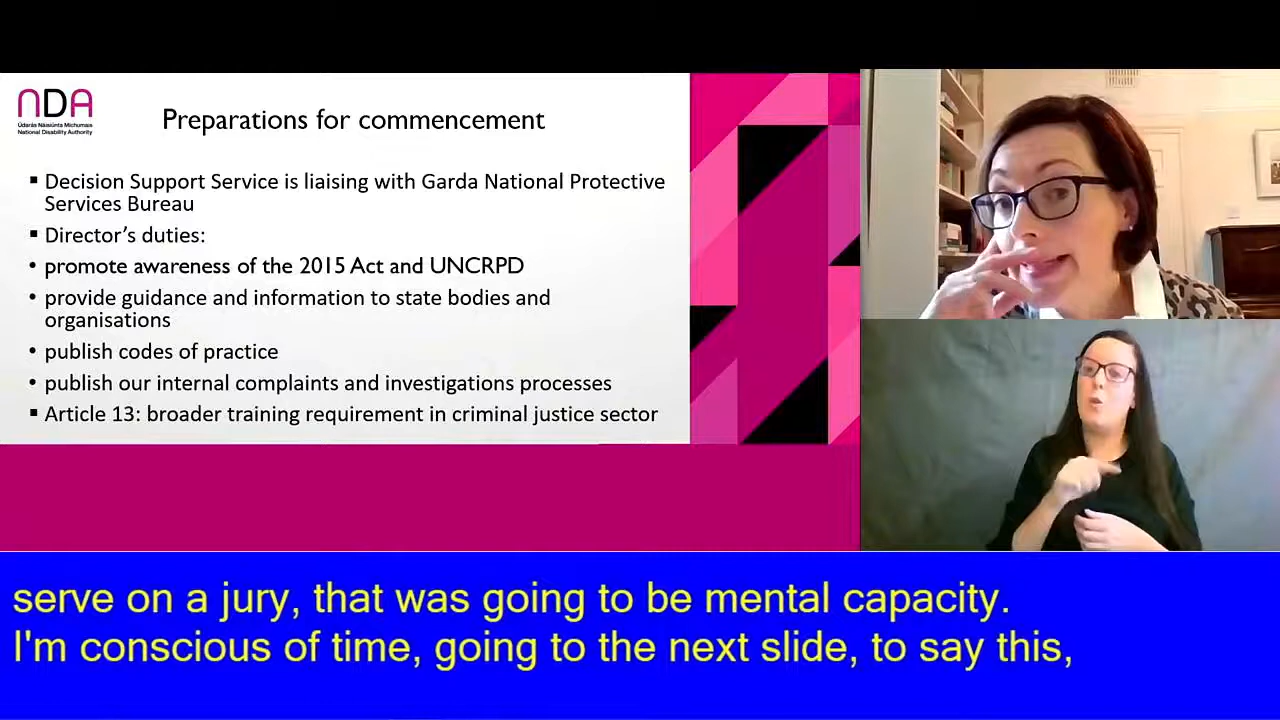 NDA
Údarás Náisiúnta Míchumais
National Disability Authority
Preparations for commencement
▪ Decision Support Service is liaising with Garda National Protective
Services Bureau
▪ Director’s duties:
• promote awareness of the 2015 Act and UNCRPD
• provide guidance and information to state bodies and
organisations
• publish codes of practice
• publish our internal complaints and investigations processes
▪ Article 13: broader training requirement in criminal justice sector
serve on a jury, that was going to be mental capacity.
I'm conscious of time, going to the next slide, to say this,